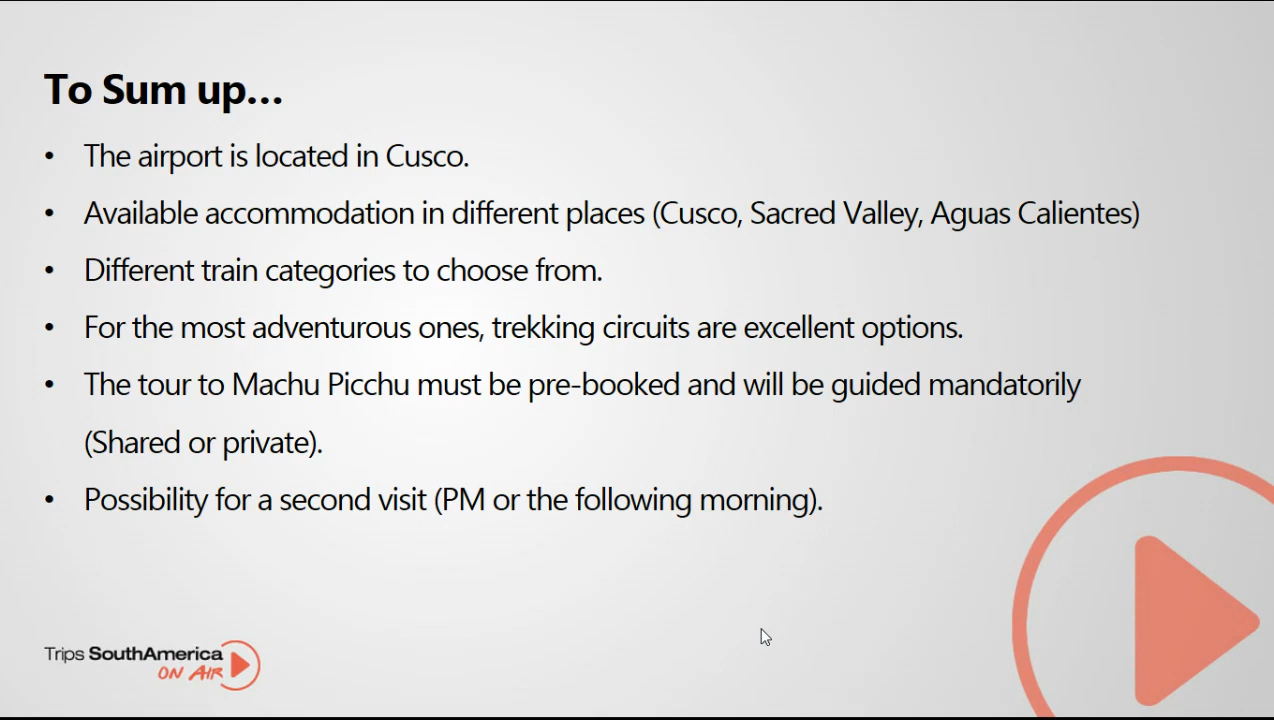 To Sum up...
• The airport is located in Cusco.
• Available accommodation in different places (Cusco, Sacred Valley, Aguas Calientes)
• Different train categories to choose from.
• For the most adventurous ones, trekking circuits are excellent options.
• The tour to Machu Picchu must be pre-booked and will be guided mandatorily
(Shared or private).
• Possibility for a second visit (PM or the following morning).
Trips SouthAmerica
ON AIR